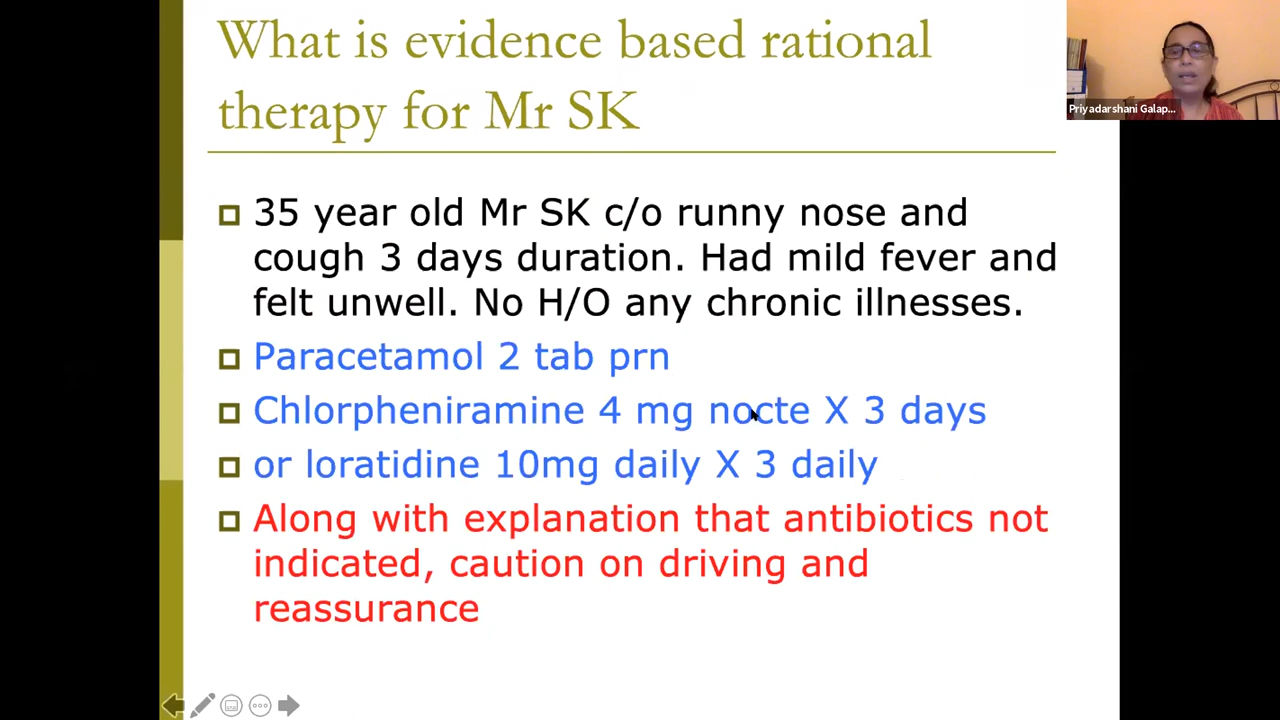 What is evidence based rational
therapy for Mr SK
Priyadarshani Galap...
35 year old Mr SK c/o runny nose and
cough 3 days duration. Had mild fever and
felt unwell. No H/O any chronic illnesses.
Paracetamol 2 tab prn
Chlorpheniramine 4 mg nocte X 3 days
or loratidine 10mg daily X 3 daily
Along with explanation that antibiotics not
indicated, caution on driving and
reassurance